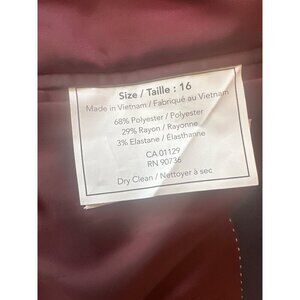 Size / Taille : 16
Made in Vietnam / Fabriqué au Vietnam
68% Polyester / Polyester
29% Rayon / Rayonne
3% Elastane / Élasthanne
CA 01129
RN 90736
Dry Clean / Nettoyer à sec